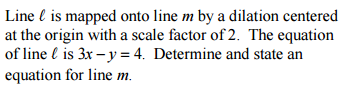 Line ℓ is mapped onto line m by a dilation centered
at the origin with a scale factor of 2.  The equation
of line ℓ is 3x – y = 4.  Determine and state an
equation for line m.